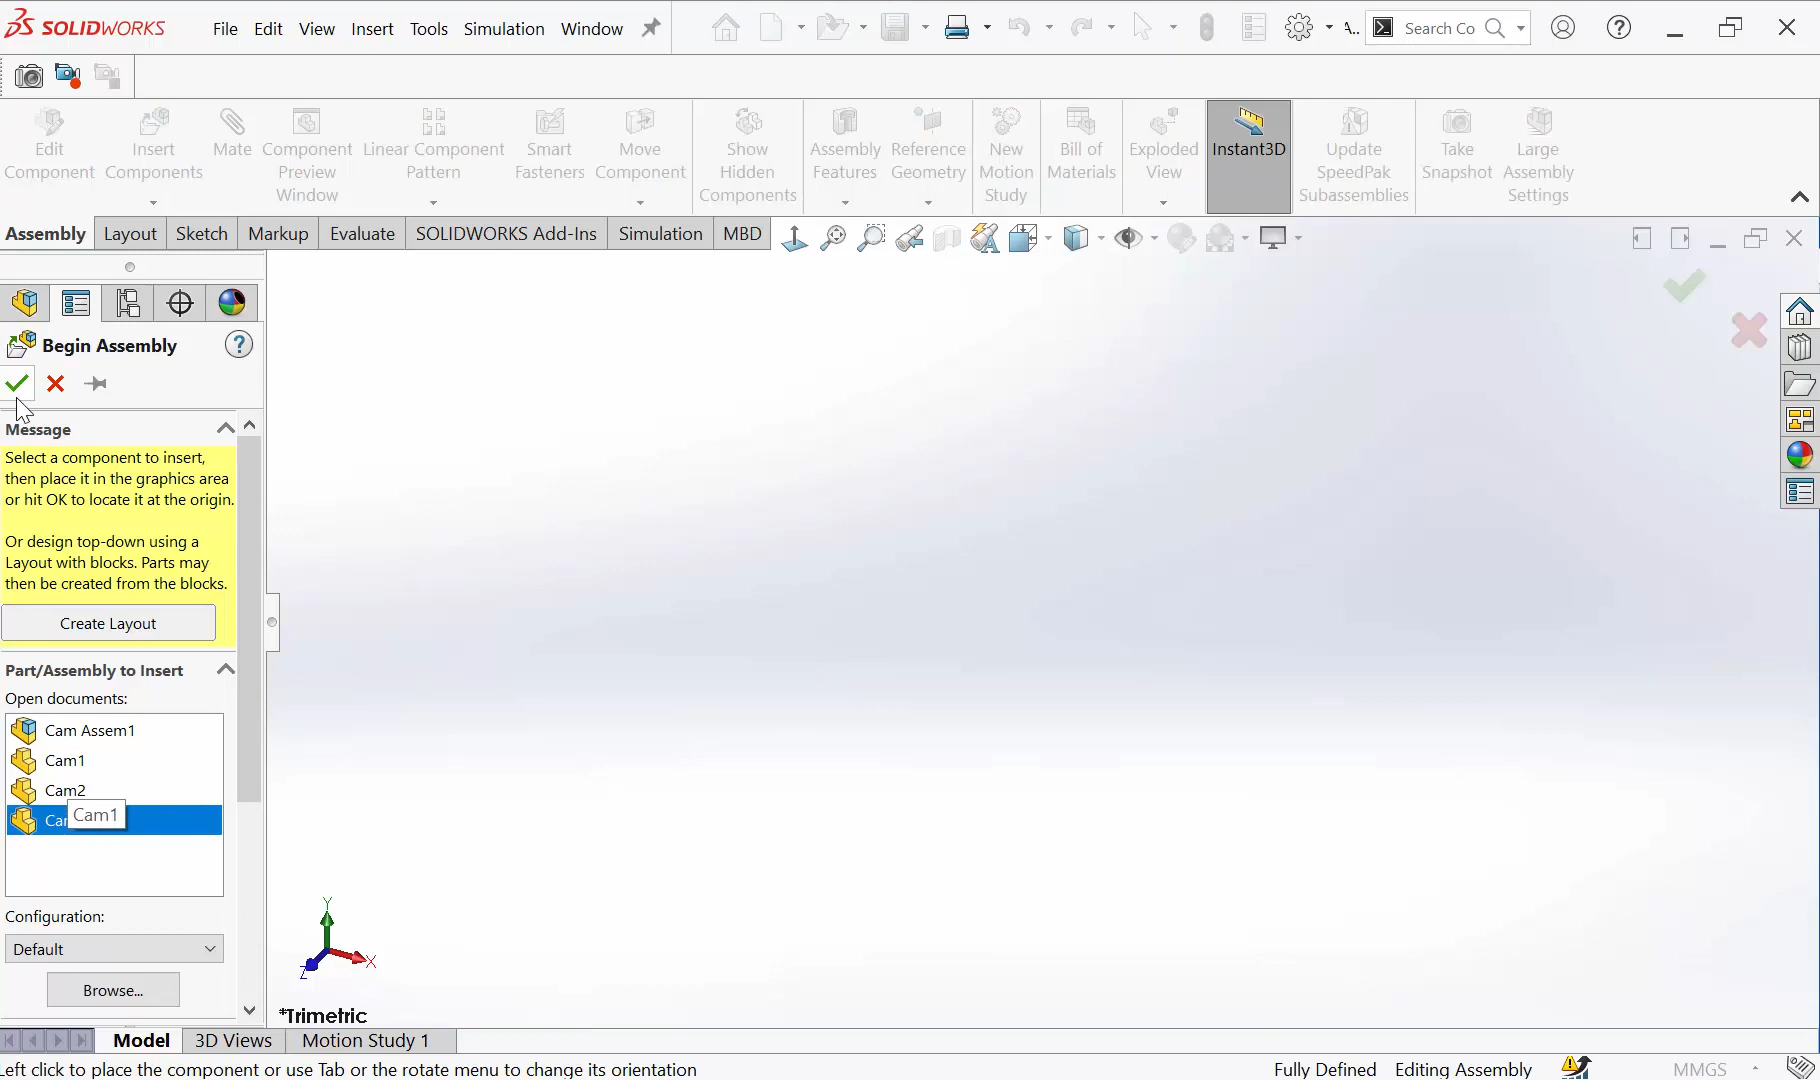 SOLIDWORKS File Edit View Insert Tools Simulation Window A.. Search Co
Edit Component
Insert Components
Mate
Component Preview Window
Linear Component Pattern
Smart Fasteners
Move Component
Show Hidden Components
Assembly Features
Reference Geometry
New Motion Study
Bill of Materials
Exploded View
Instant3D
Update SpeedPak Subassemblies
Take Snapshot
Large Assembly Settings
Assembly Layout Sketch Markup Evaluate SOLIDWORKS Add-Ins Simulation MBD
Begin Assembly
Message
Select a component to insert,
then place it in the graphics area
or hit OK to locate it at the origin.
Or design top-down using a
Layout with blocks. Parts may
then be created from the blocks.
Create Layout
Part/Assembly to Insert
Open documents:
Cam Assem1
Cam1
Cam2
Cam1
Configuration:
Default
Browse...
Y
X
Z
*Trimetric
Model 3D Views Motion Study 1
Left click to place the component or use Tab or the rotate menu to change its orientation Fully Defined Editing Assembly MMGS